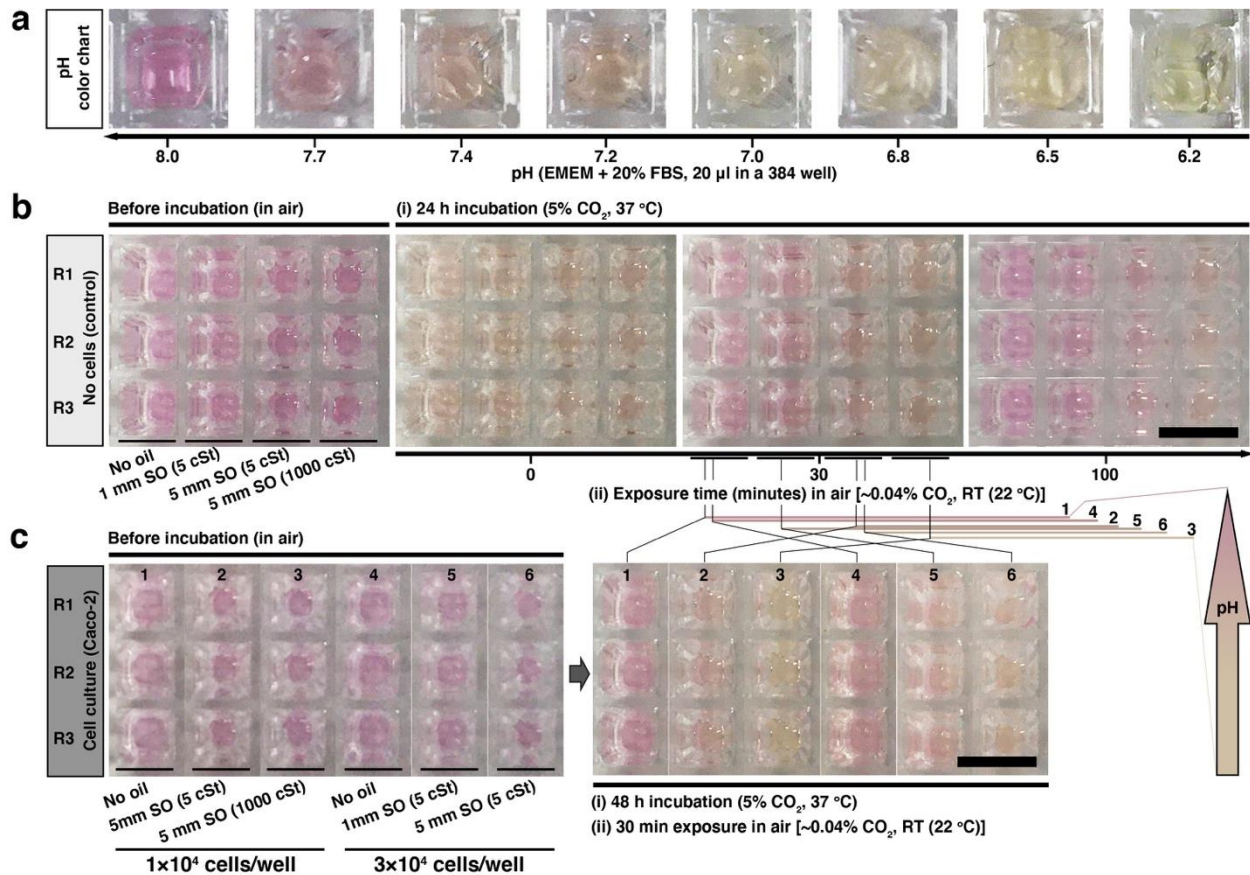 a
pH
color chart
8.0 7.7 7.4 7.2 7.0 6.8 6.5 6.2
pH (EMEM + 20% FBS, 20 µl in a 384 well)
b
Before incubation (in air)
(i) 24 h incubation (5% CO₂, 37 °C)
No cells (control)
R1
R2
R3
No oil
1 mm SO (5 cSt)
5 mm SO (5 cSt)
5 mm SO (1000 cSt)
0 30 100
(ii) Exposure time (minutes) in air [~0.04% CO₂, RT (22 °C)]
1 4 2 5 6 3
pH
c
Before incubation (in air)
Cell culture (Caco-2)
R1
R2
R3
1 2 3 4 5 6
1 2 3 4 5 6
No oil
5mm SO (5 cSt)
5 mm SO (1000 cSt)
No oil
1mm SO (5 cSt)
5 mm SO (5 cSt)
1×10⁴ cells/well
3×10⁴ cells/well
(i) 48 h incubation (5% CO₂, 37 °C)
(ii) 30 min exposure in air [~0.04% CO₂, RT (22 °C)]